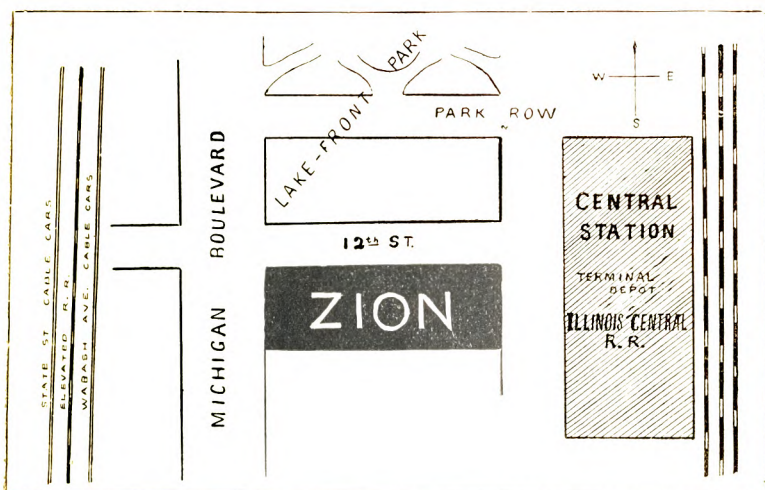 STATE ST. CABLE CARS
ELEVATED R.R.
WABASH AVE. CABLE CARS
MICHIGAN BOULEVARD
LAKE-FRONT PARK
PARK ROW
12th ST.
ZION
W E
S
CENTRAL
STATION
TERMINAL
DEPOT
ILLINOIS CENTRAL
R.R.